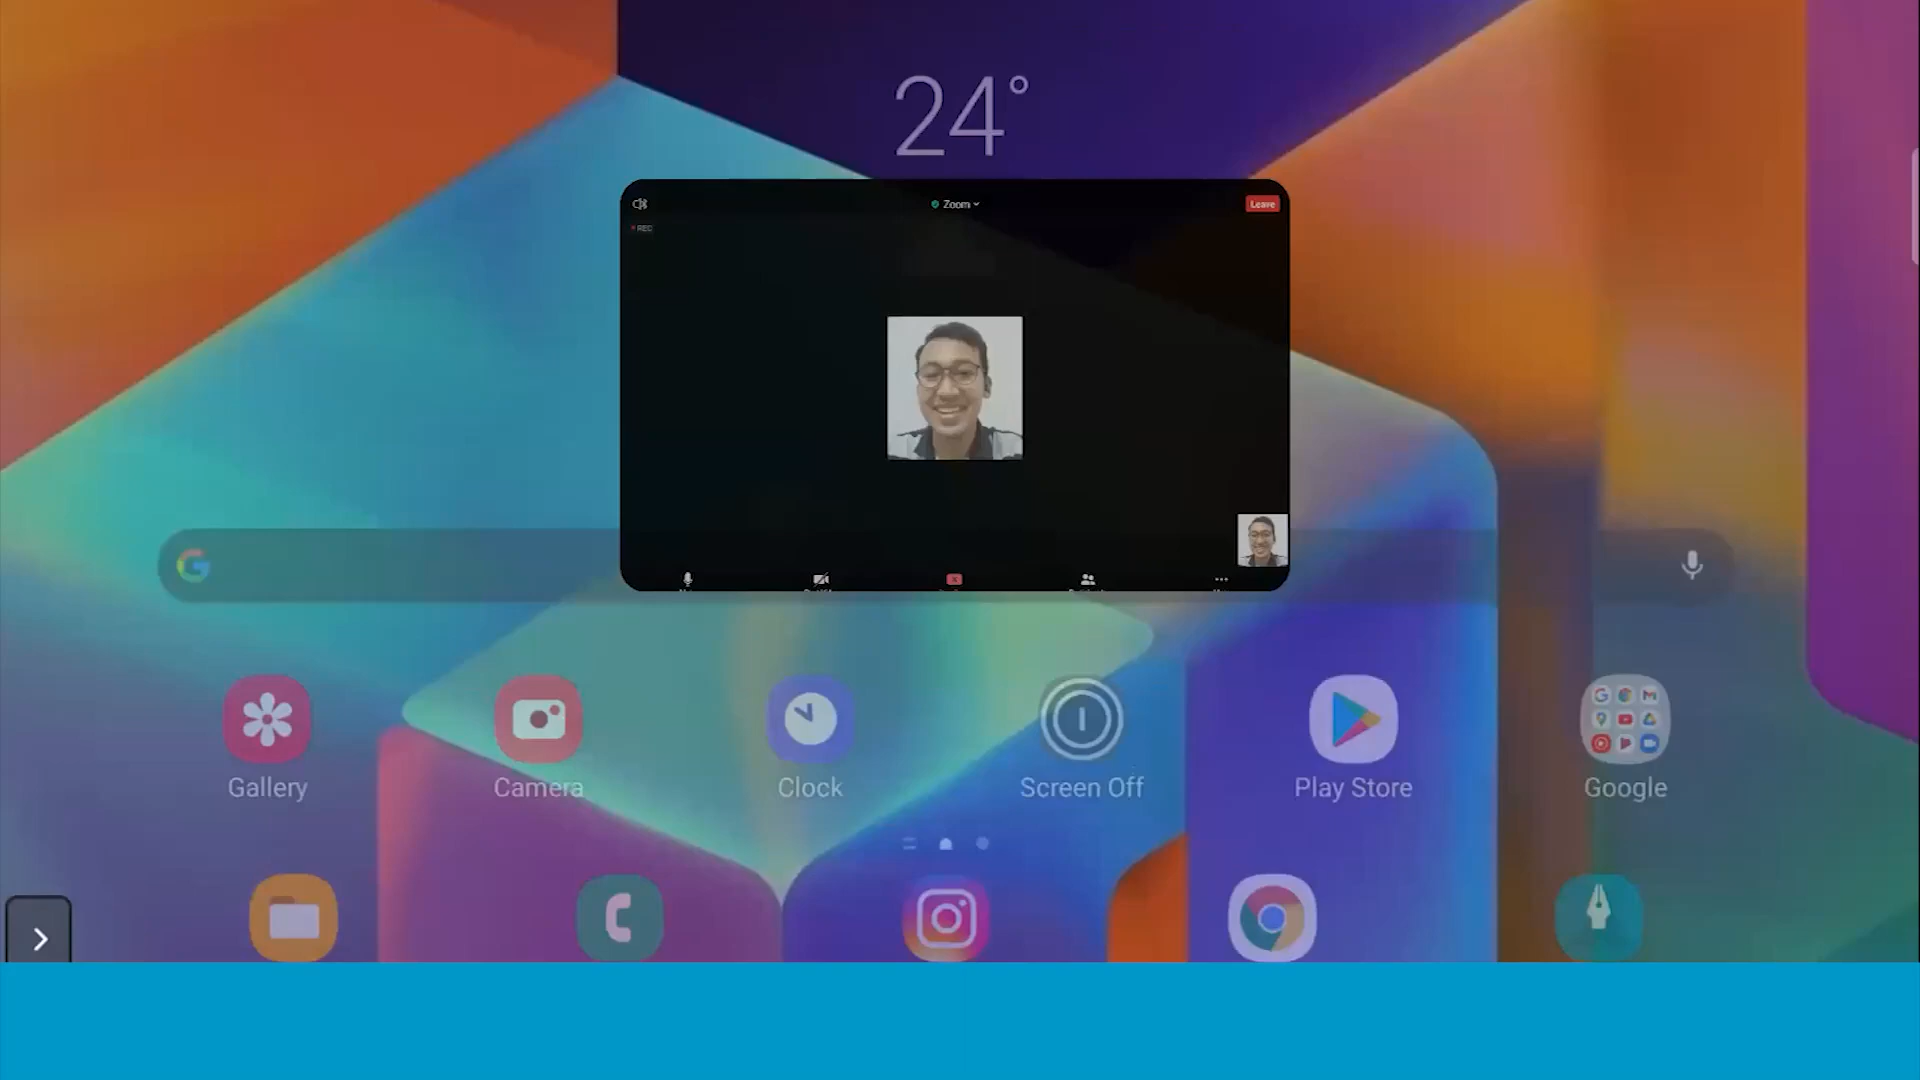 24°
Zoom
Leave
REC
Gallery
Camera
Clock
Screen Off
Play Store
Google